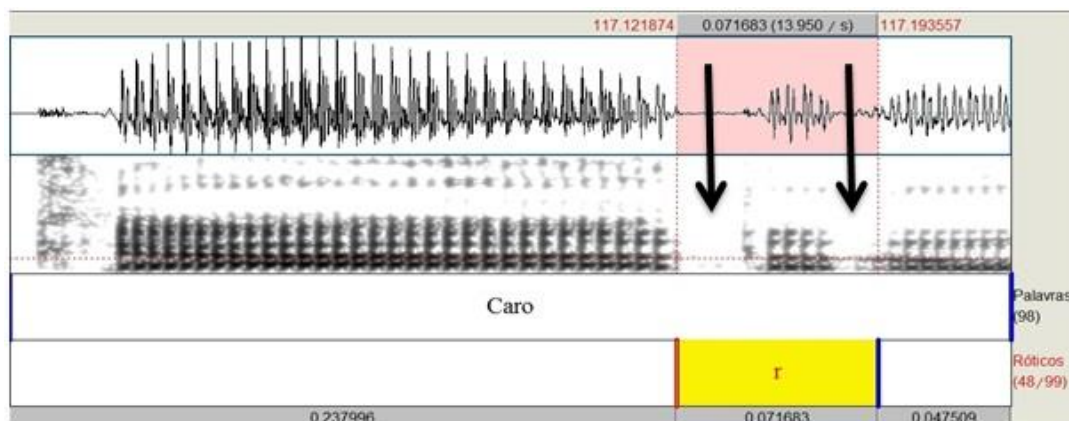 117.121874 0.071683 (13.950 / s) 117.193557
Caro
Palavras
(98)
r
Róticos
(48/99)
0.237996 0.071683 0.047509